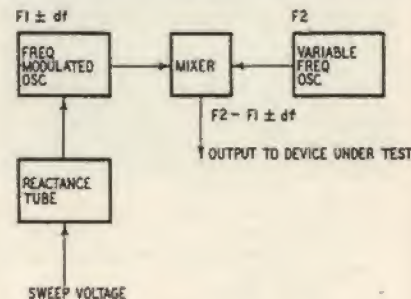 F1 ± df
F2
FREQ
MODULATED
OSC
MIXER
VARIABLE
FREQ
OSC
F2 - F1 ± df
OUTPUT TO DEVICE UNDER TEST
REACTANCE
TUBE
SWEEP VOLTAGE